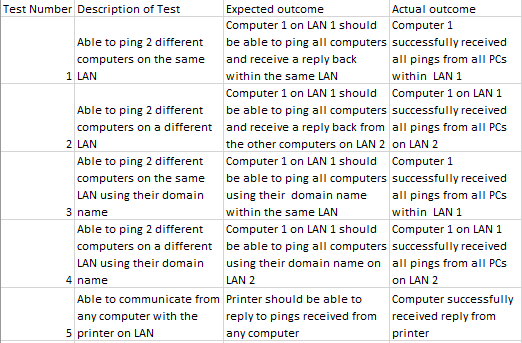 Test Number Description of Test Expected outcome Actual outcome
1 Able to ping 2 different computers on the same LAN Computer 1 on LAN 1 should be able to ping all computers and receive a reply back within the same LAN Computer 1 successfully received all pings from all PCs within LAN 1
2 Able to ping 2 different computers on a different LAN Computer 1 on LAN 1 should be able to ping all computers and receive a reply back from the other computers on LAN 2 Computer 1 on LAN 1 successfully received all pings from all PCs on LAN 2
3 Able to ping 2 different computers on the same LAN using their domain name Computer 1 on LAN 1 should be able to ping all computers using their domain name within the same LAN Computer 1 successfully received all pings from all PCs within LAN 1
4 Able to ping 2 different computers on a different LAN using their domain name Computer 1 on LAN 1 should be able to ping all computers using their domain name on LAN 2 Computer 1 on LAN 1 successfully received all pings from all PCs on LAN 2
5 Able to communicate from any computer with the printer on LAN Printer should be able to reply to pings received from any computer Computer successfully received reply from printer